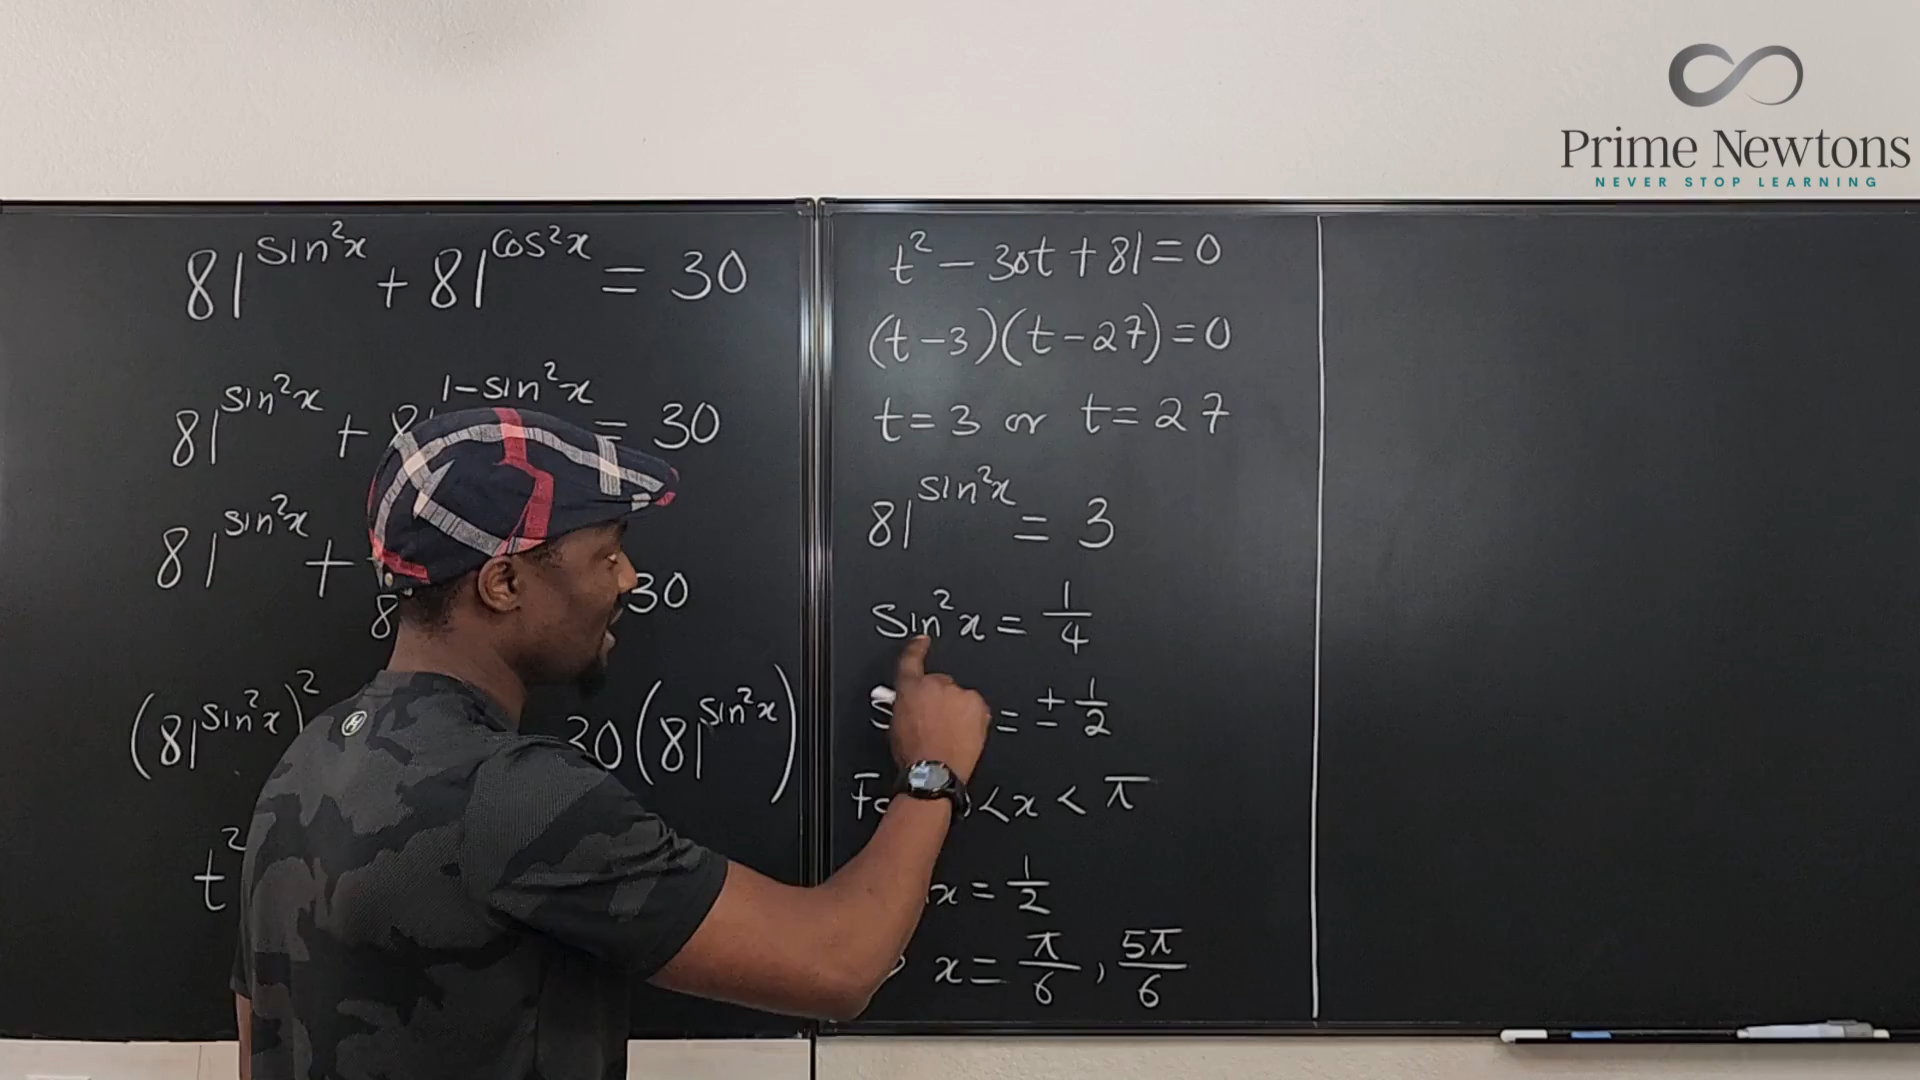 Prime Newtons
NEVER STOP LEARNING
81^{sin²x} + 81^{cos²x} = 30
81^{sin²x} + 8 ^{1-sin²x} = 30
81^{sin²x} + 8 30
(81^{sin²x})² 30(81^{sin²x})
t²
t² - 30t + 81 = 0
(t-3)(t-27) = 0
t = 3 or t = 27
81^{sin²x} = 3
sin²x = 1/4
= ± 1/2
< x < π
x = 1/2
x = π/6, 5π/6